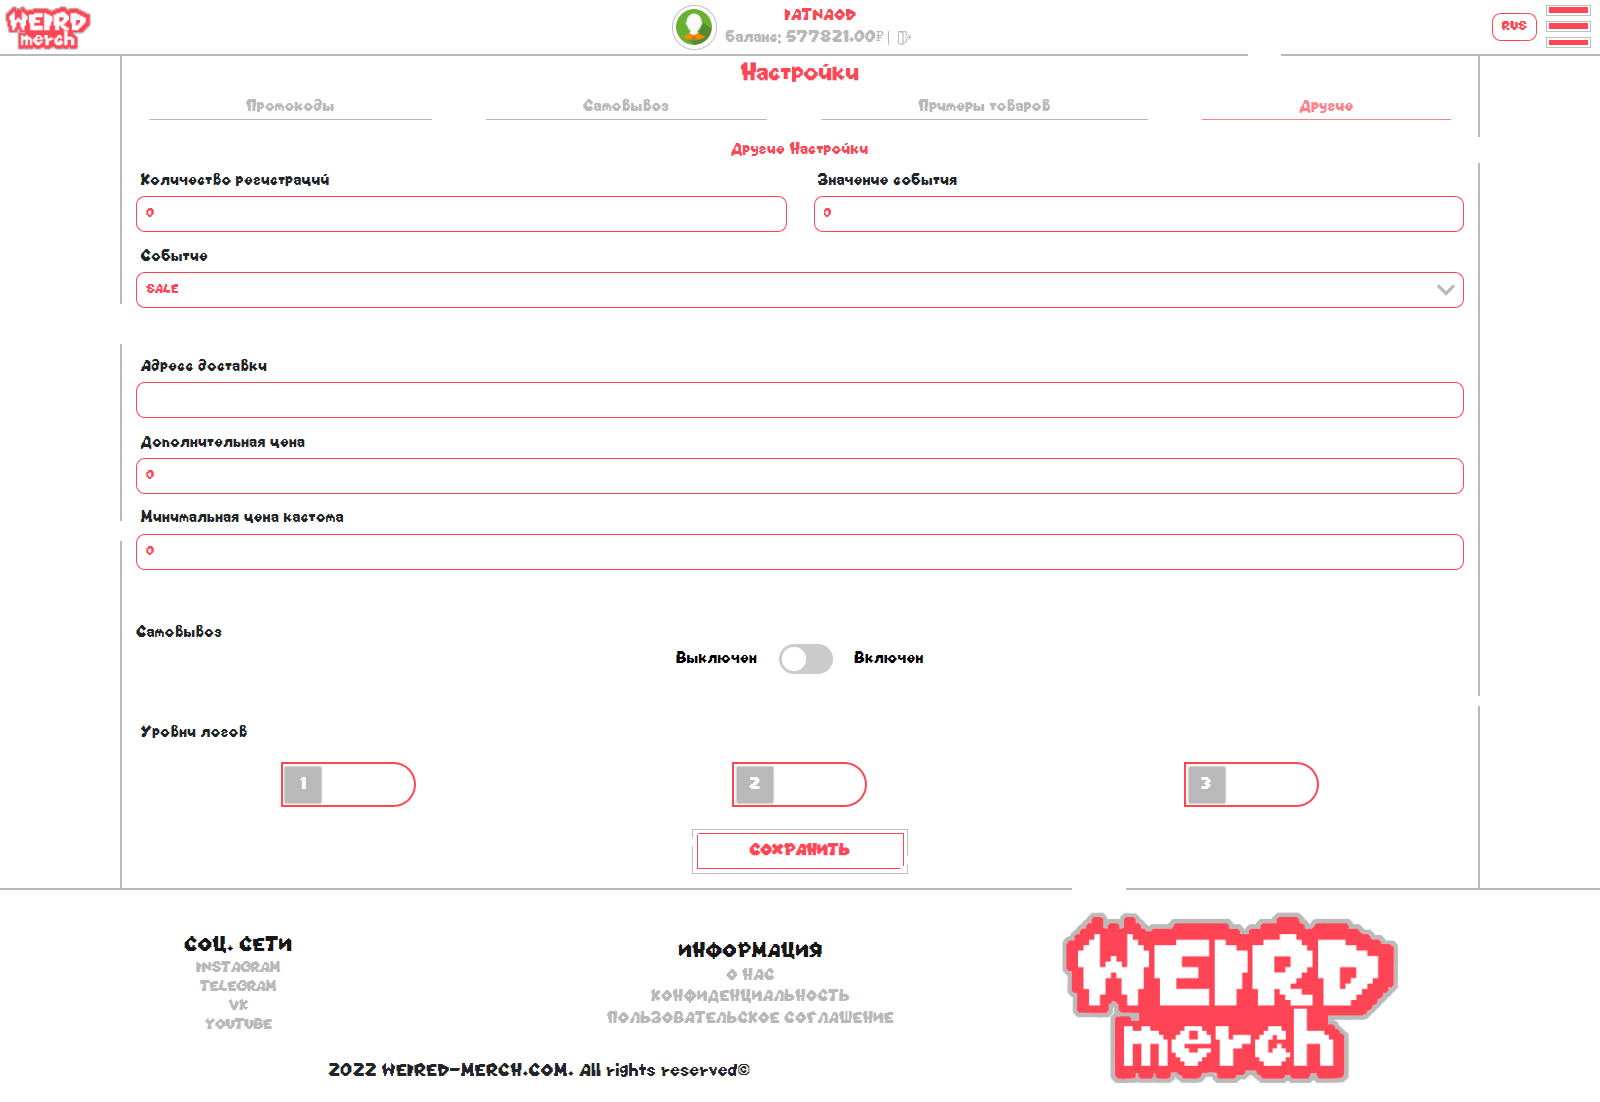 WEIRD
merch
IATNAOD
баланс: 577821.00₽ |
RUS
Настройки
Промокоды
Самовывоз
Примеры товаров
Другие
Другие Настройки
Количество регистраций
Значение события
0
0
Событие
SALE
Адресс доставки
Дополнительная цена
0
Минимальная цена кастома
0
Самовывоз
Выключен
Включен
Уровни логов
1
2
3
СОХРАНИТЬ
СОЦ. СЕТИ
INSTAGRAM
TELEGRAM
VK
YOUTUBE
ИНФОРМАЦИЯ
О НАС
КОНФИДЕНЦИАЛЬНОСТЬ
ПОЛЬЗОВАТЕЛЬСКОЕ СОГЛАШЕНИЕ
WEIRD
merch
2022 WEIRED-MERCH.COM. All rights reserved©